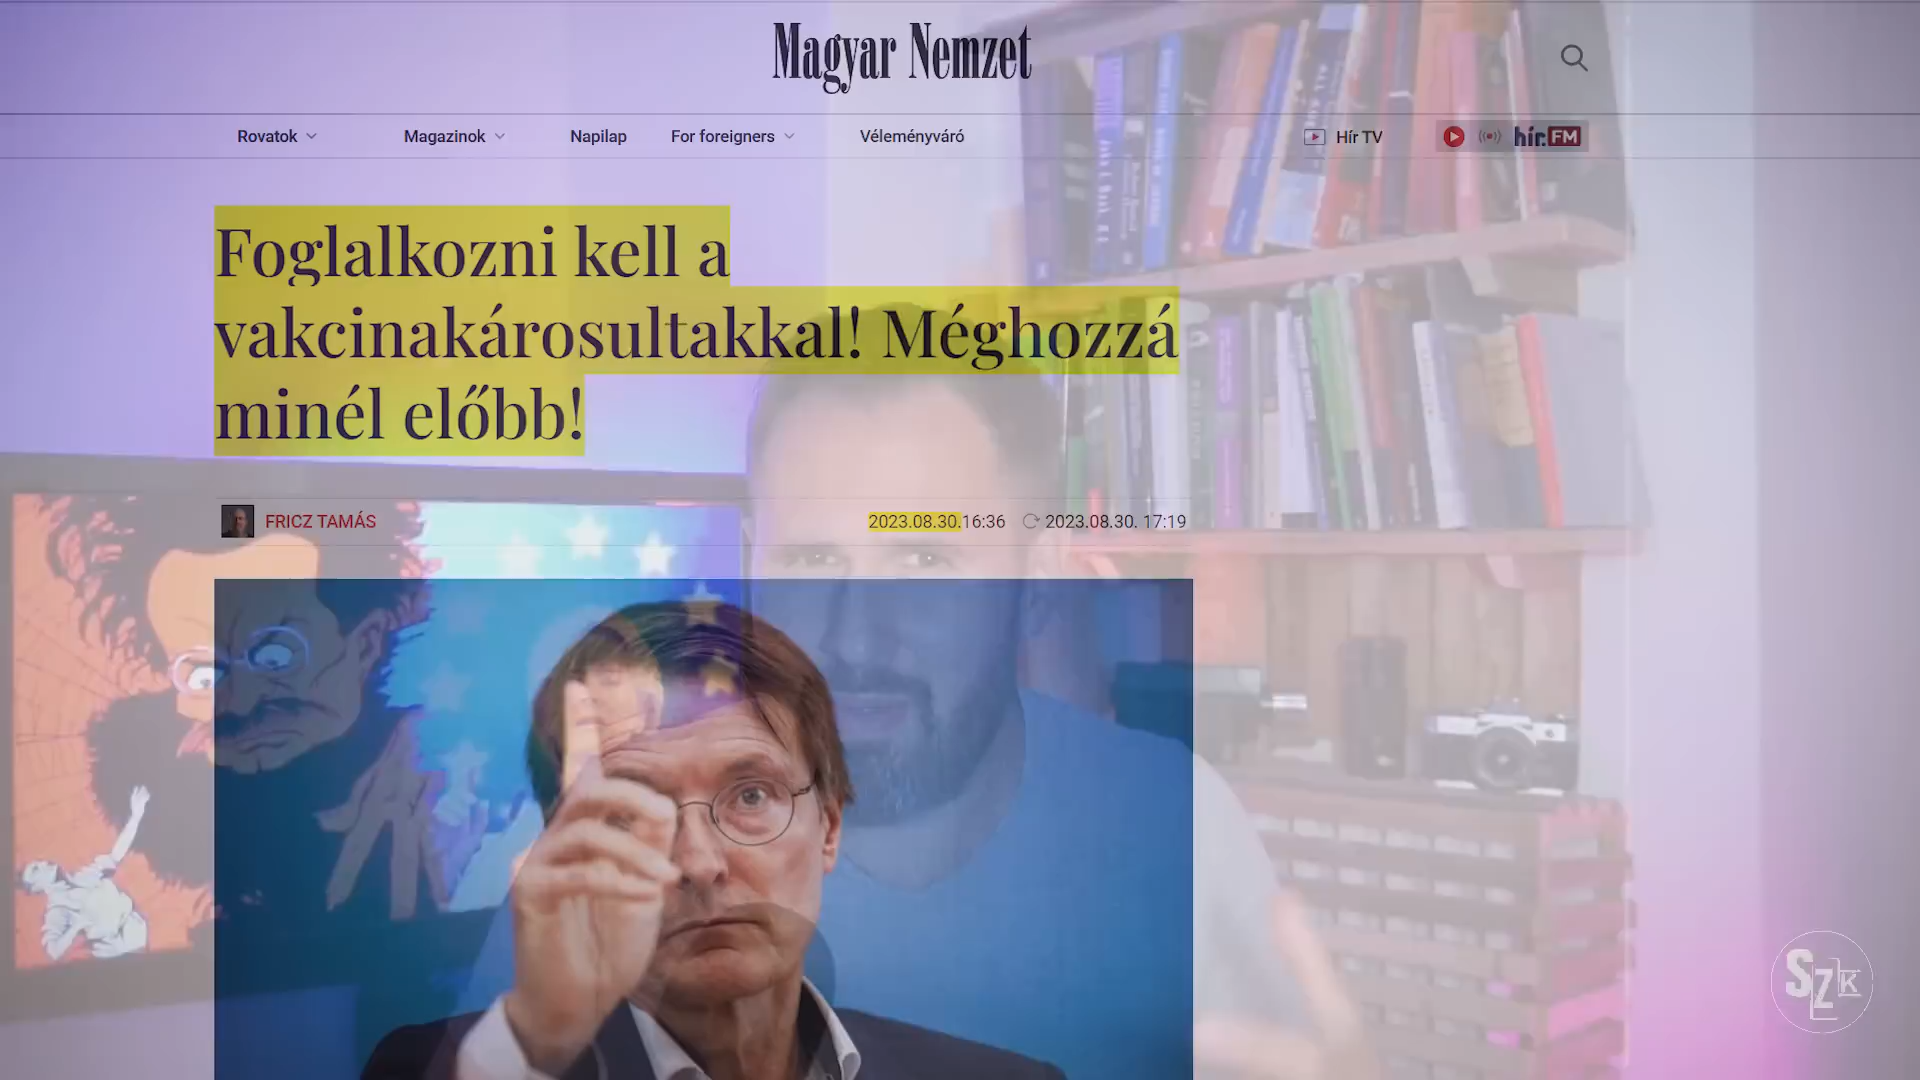 Magyar Nemzet
Rovatok Magazinok Napilap For foreigners Véleményváró Hír TV hír.FM
Foglalkozni kell a
vakcinakárosultakkal! Méghozzá
minél előbb!
FRICZ TAMÁS 2023.08.30. 16:36 2023.08.30. 17:19
SZLK